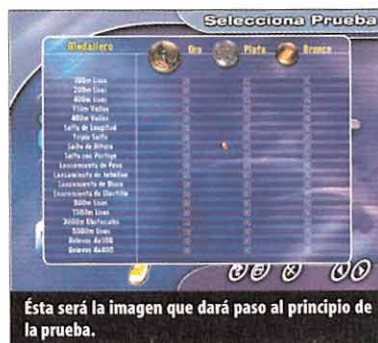 Selecciona Prueba
Medallero Oro Plata Bronce
100m Lisos
200m Lisos
400m Lisos
110m Vallas
400m Vallas
Salto de Longitud
Triple Salto
Salto de Altura
Salto con Pertiga
Lanzamiento de Peso
Lanzamiento de Jabalina
Lanzamiento de Disco
Lanzamiento de Martillo
800m Lisos
1500m Lisos
3000m Obstaculos
5000m Lisos
Relevos 4x100
Relevos 4x400
Ésta será la imagen que dará paso al principio de
la prueba.